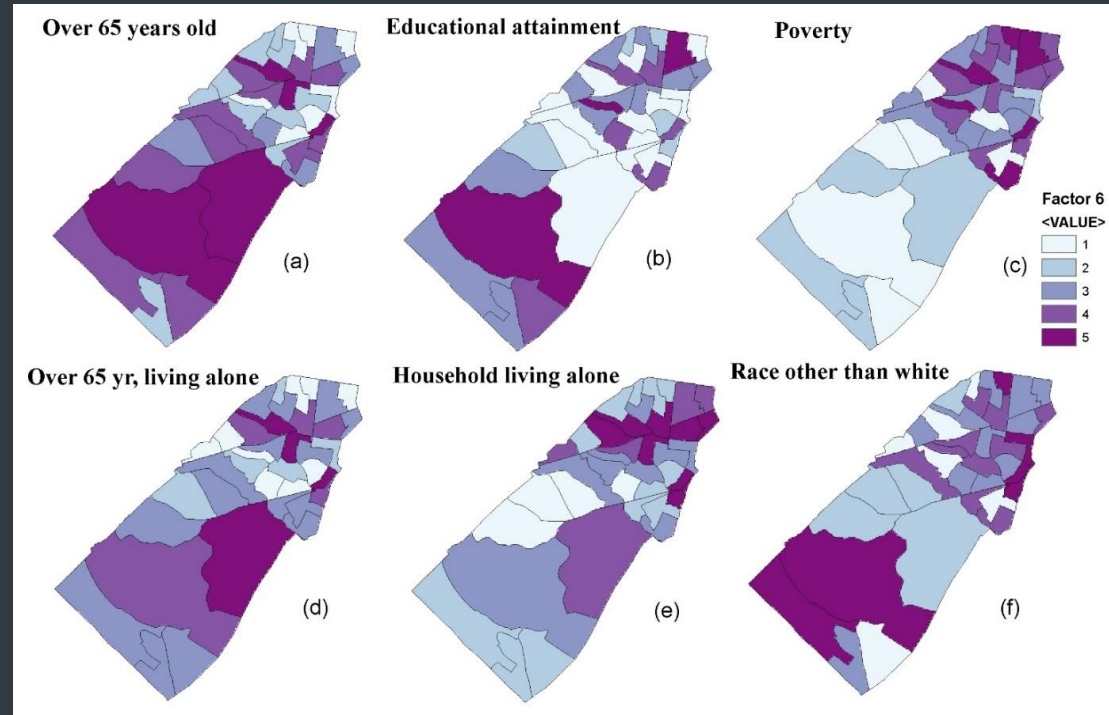 Over 65 years old
Educational attainment
Poverty
(a)
(b)
(c)
Factor 6
<VALUE>
1
2
3
4
5
Over 65 yr, living alone
Household living alone
Race other than white
(d)
(e)
(f)